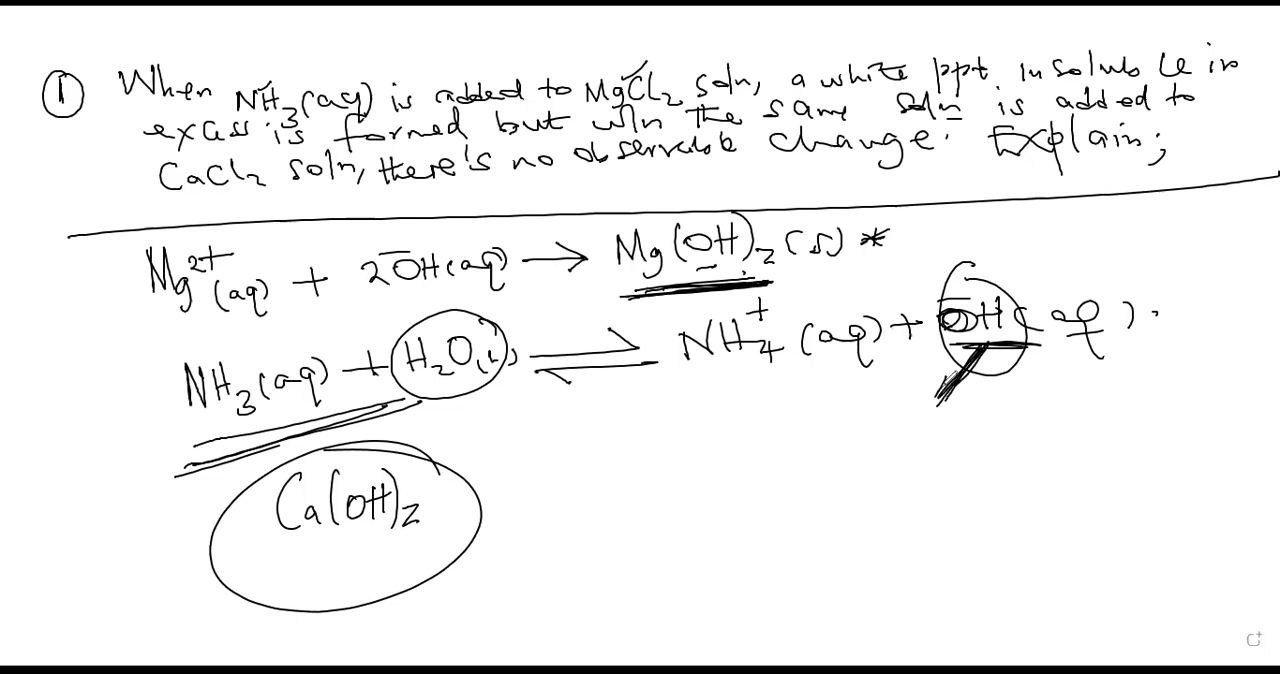 ① When NH₃(aq) is added to MgCl₂ soln, a white ppt insoluble in
excess is formed but when the same soln is added to
CaCl₂ soln, there's no observable change. Explain;
Mg²⁺(aq) + 2ŌH(aq) → Mg(OH)₂(s) *
NH₃(aq) + H₂O(l) ⇌ NH₄⁺(aq) + ŌH(aq).
Ca(OH)₂